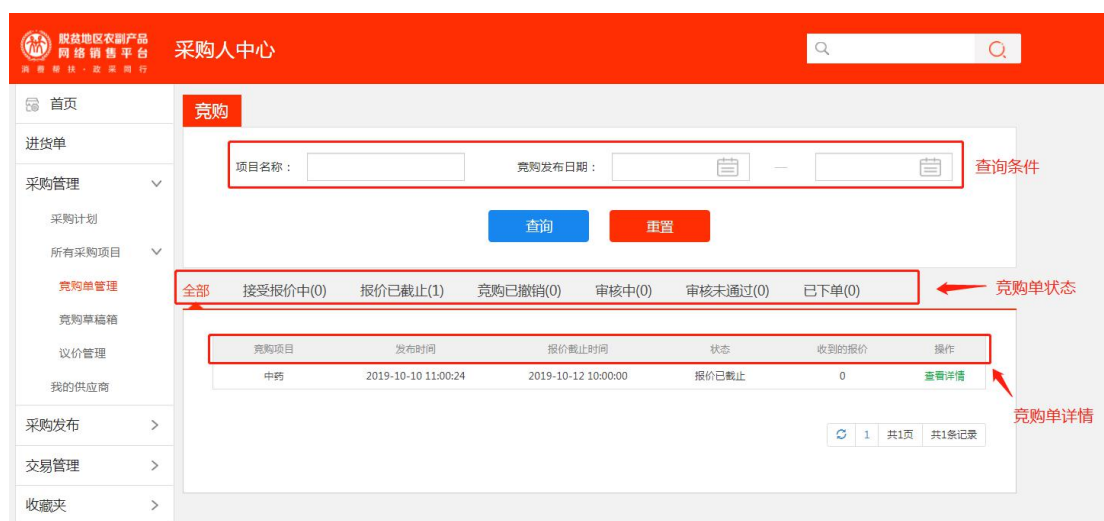 脱贫地区农副产品
网络销售平台
消费帮扶·政采同行
采购人中心
首页
进货单
采购管理
采购计划
所有采购项目
竞购单管理
竞购草稿箱
议价管理
我的供应商
采购发布
交易管理
收藏夹
竞购
项目名称：
竞购发布日期：
—
查询条件
查询
重置
全部 接受报价中(0) 报价已截止(1) 竞购已撤销(0) 审核中(0) 审核未通过(0) 已下单(0)
竞购单状态
竞购项目 发布时间 报价截止时间 状态 收到的报价 操作
中药 2019-10-10 11:00:24 2019-10-12 10:00:00 报价已截止 0 查看详情
竞购单详情
1 共1页 共1条记录